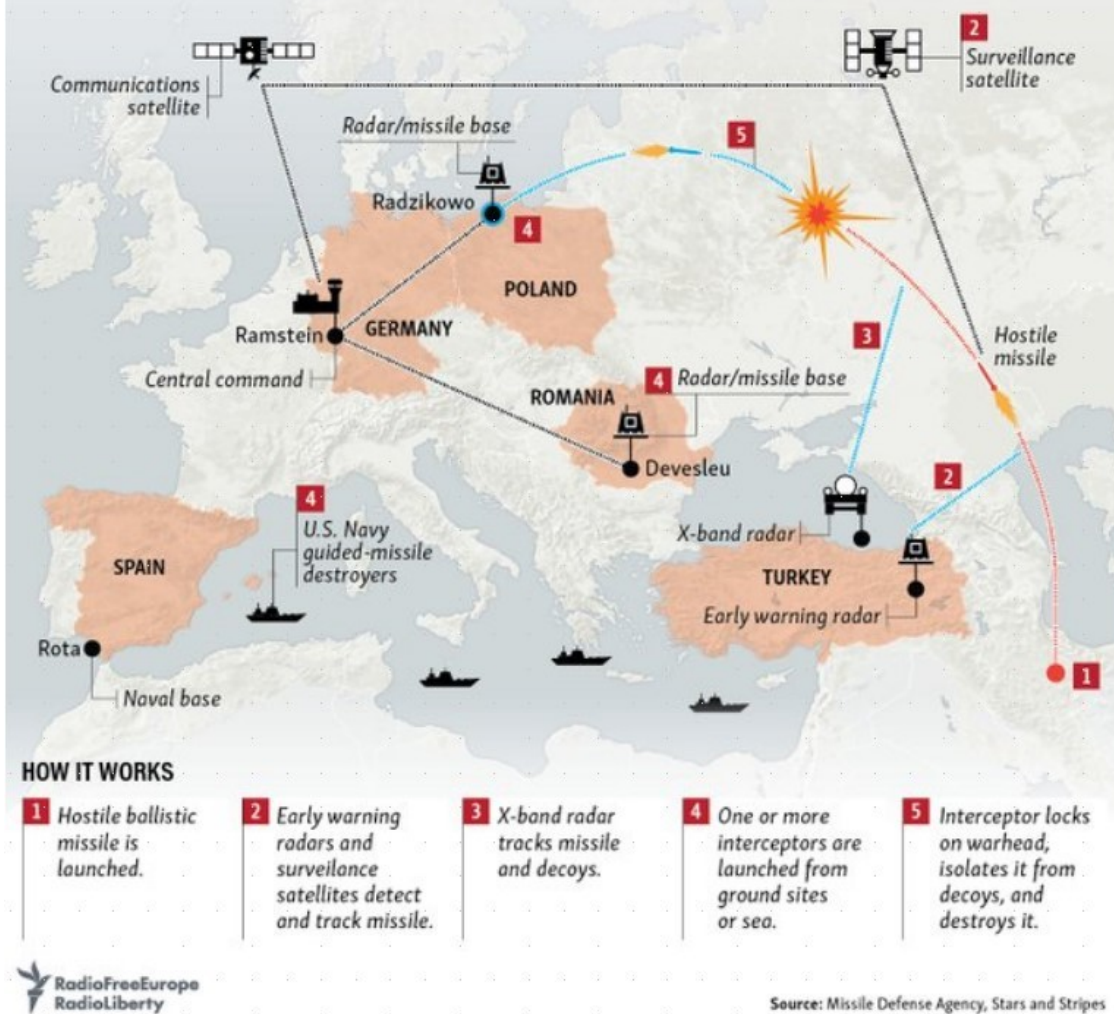 2
Surveillance
satellite
Communications
satellite
Radar/missile base
5
Radzikowo
4
POLAND
Ramstein
GERMANY
3
Hostile
missile
Central command
4 Radar/missile base
ROMANIA
Devesleu
2
4
U.S. Navy
guided-missile
destroyers
X-band radar
SPAIN
TURKEY
Early warning radar
Rota
1
Naval base
HOW IT WORKS
1 Hostile ballistic
missile is
launched.
2 Early warning
radors and
surveilance
satellites detect
and track missile.
3 X-band radar
tracks missile
and decoys.
4 One or more
interceptors are
launched from
ground sites
or sea.
5 Interceptor locks
on warhead,
isolates it from
decoys, and
destroys it.
RadioFreeEurope
RadioLiberty
Source: Missile Defense Agency, Stars and Stripes